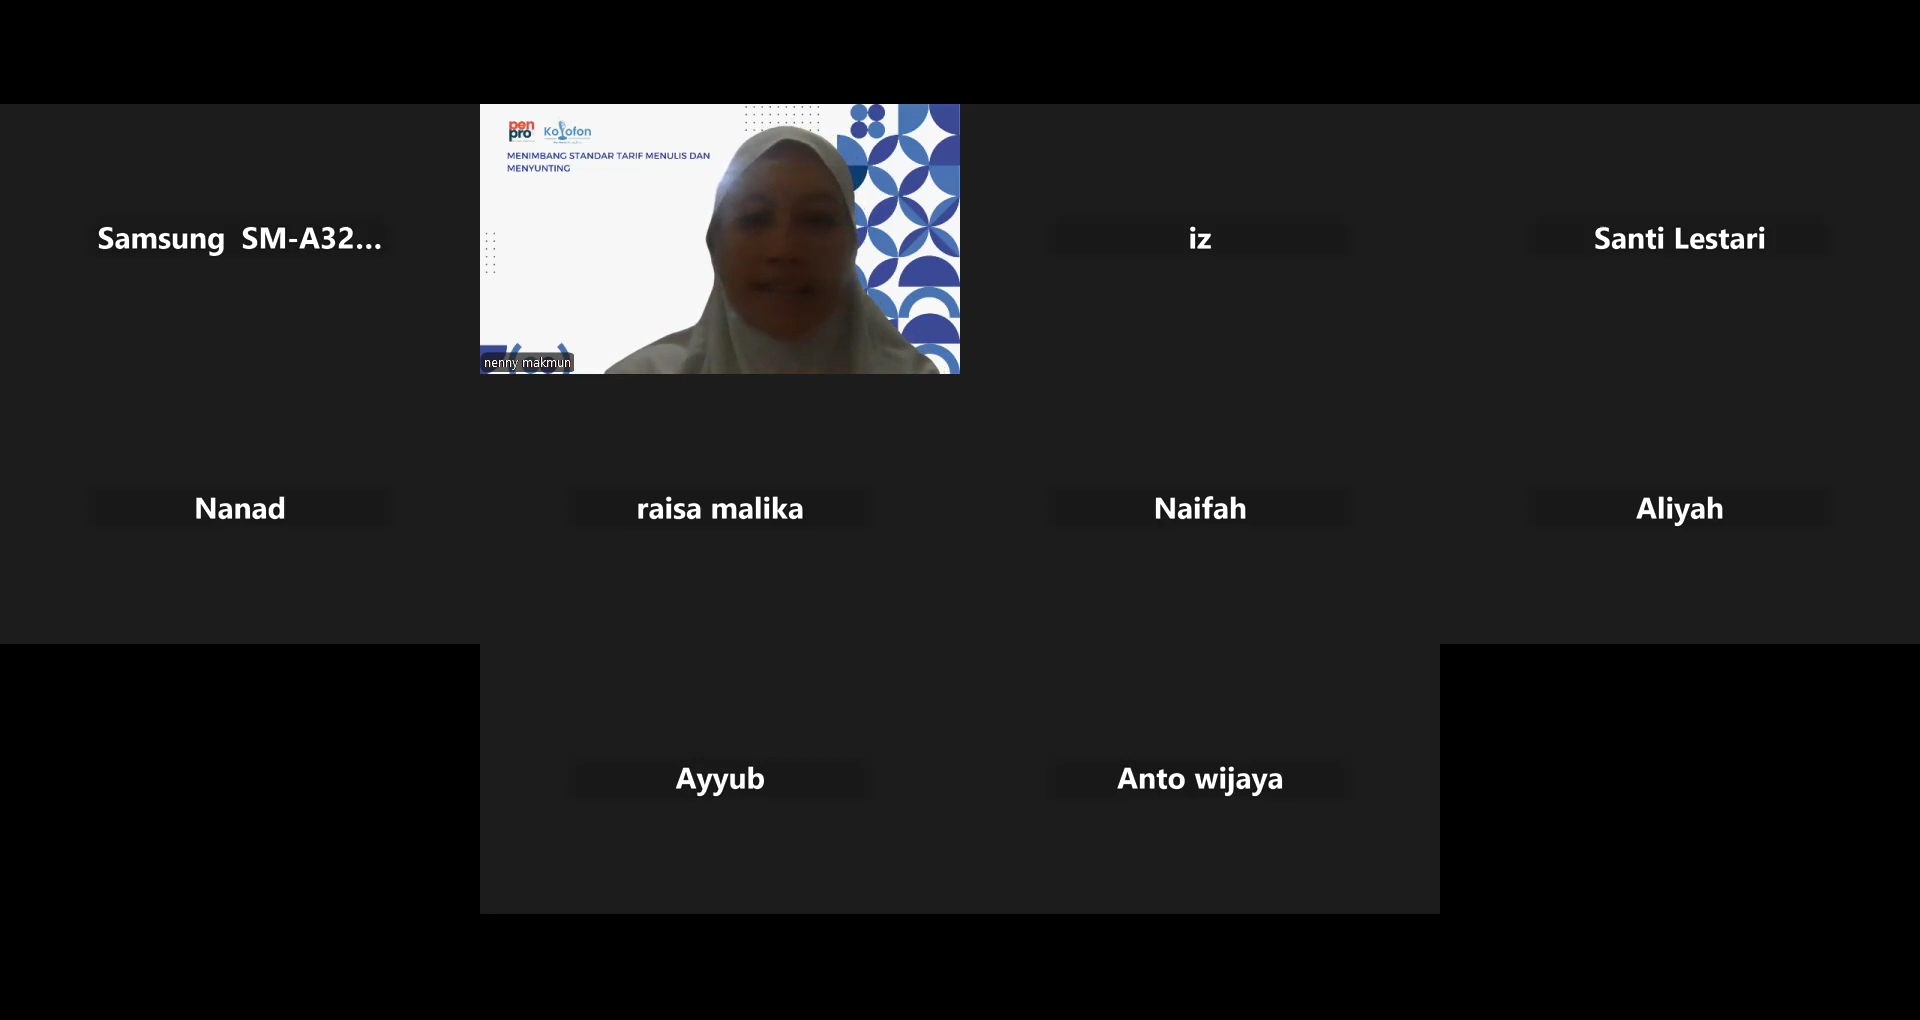 Samsung SM-A32...
pen
pro
Kolofon
MENIMBANG STANDAR TARIF MENULIS DAN
MENYUNTING
nenny makmun
iz
Santi Lestari
Nanad
raisa malika
Naifah
Aliyah
Ayyub
Anto wijaya